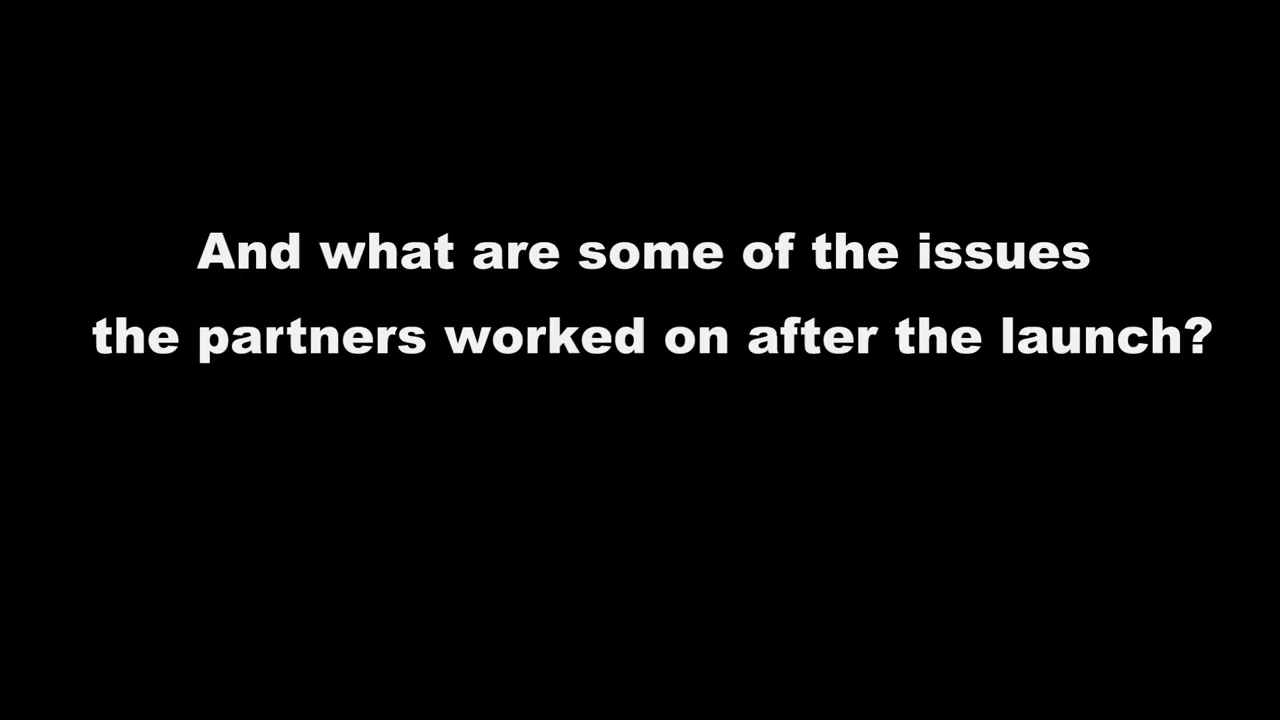 And what are some of the issues
the partners worked on after the launch?